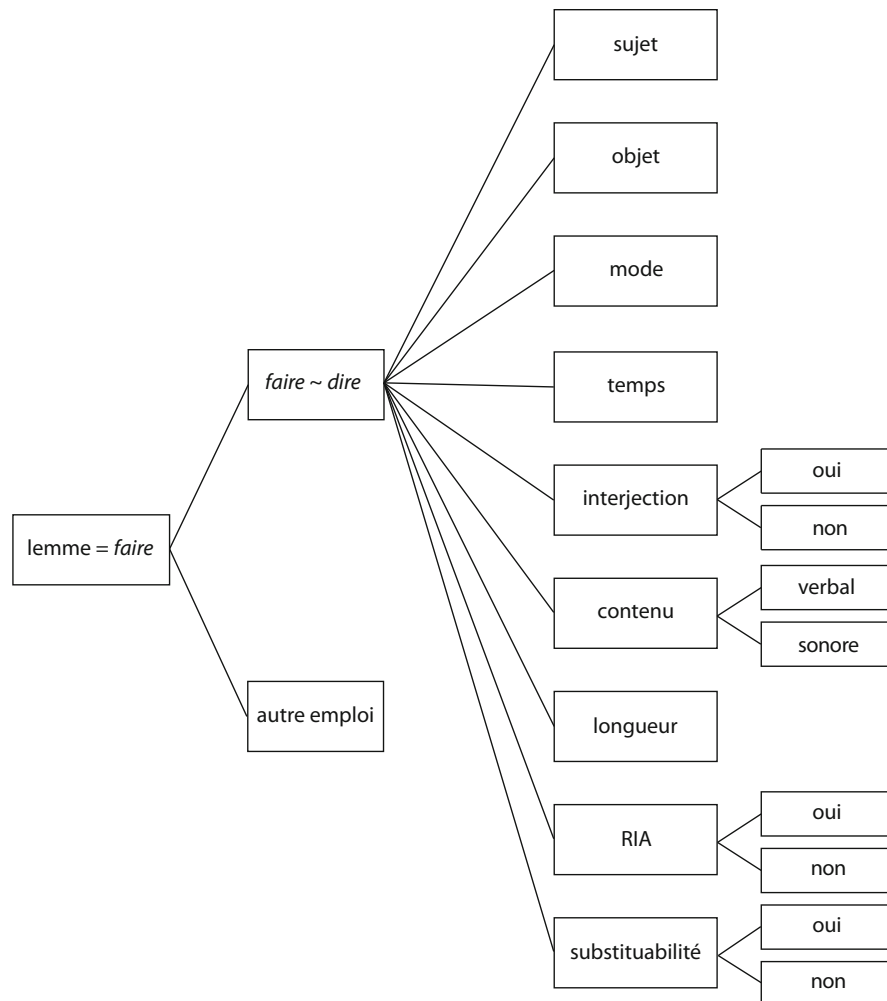 sujet
objet
mode
faire ~ dire
temps
interjection
oui
non
lemme = faire
contenu
verbal
sonore
autre emploi
longueur
RIA
oui
non
substituabilité
oui
non